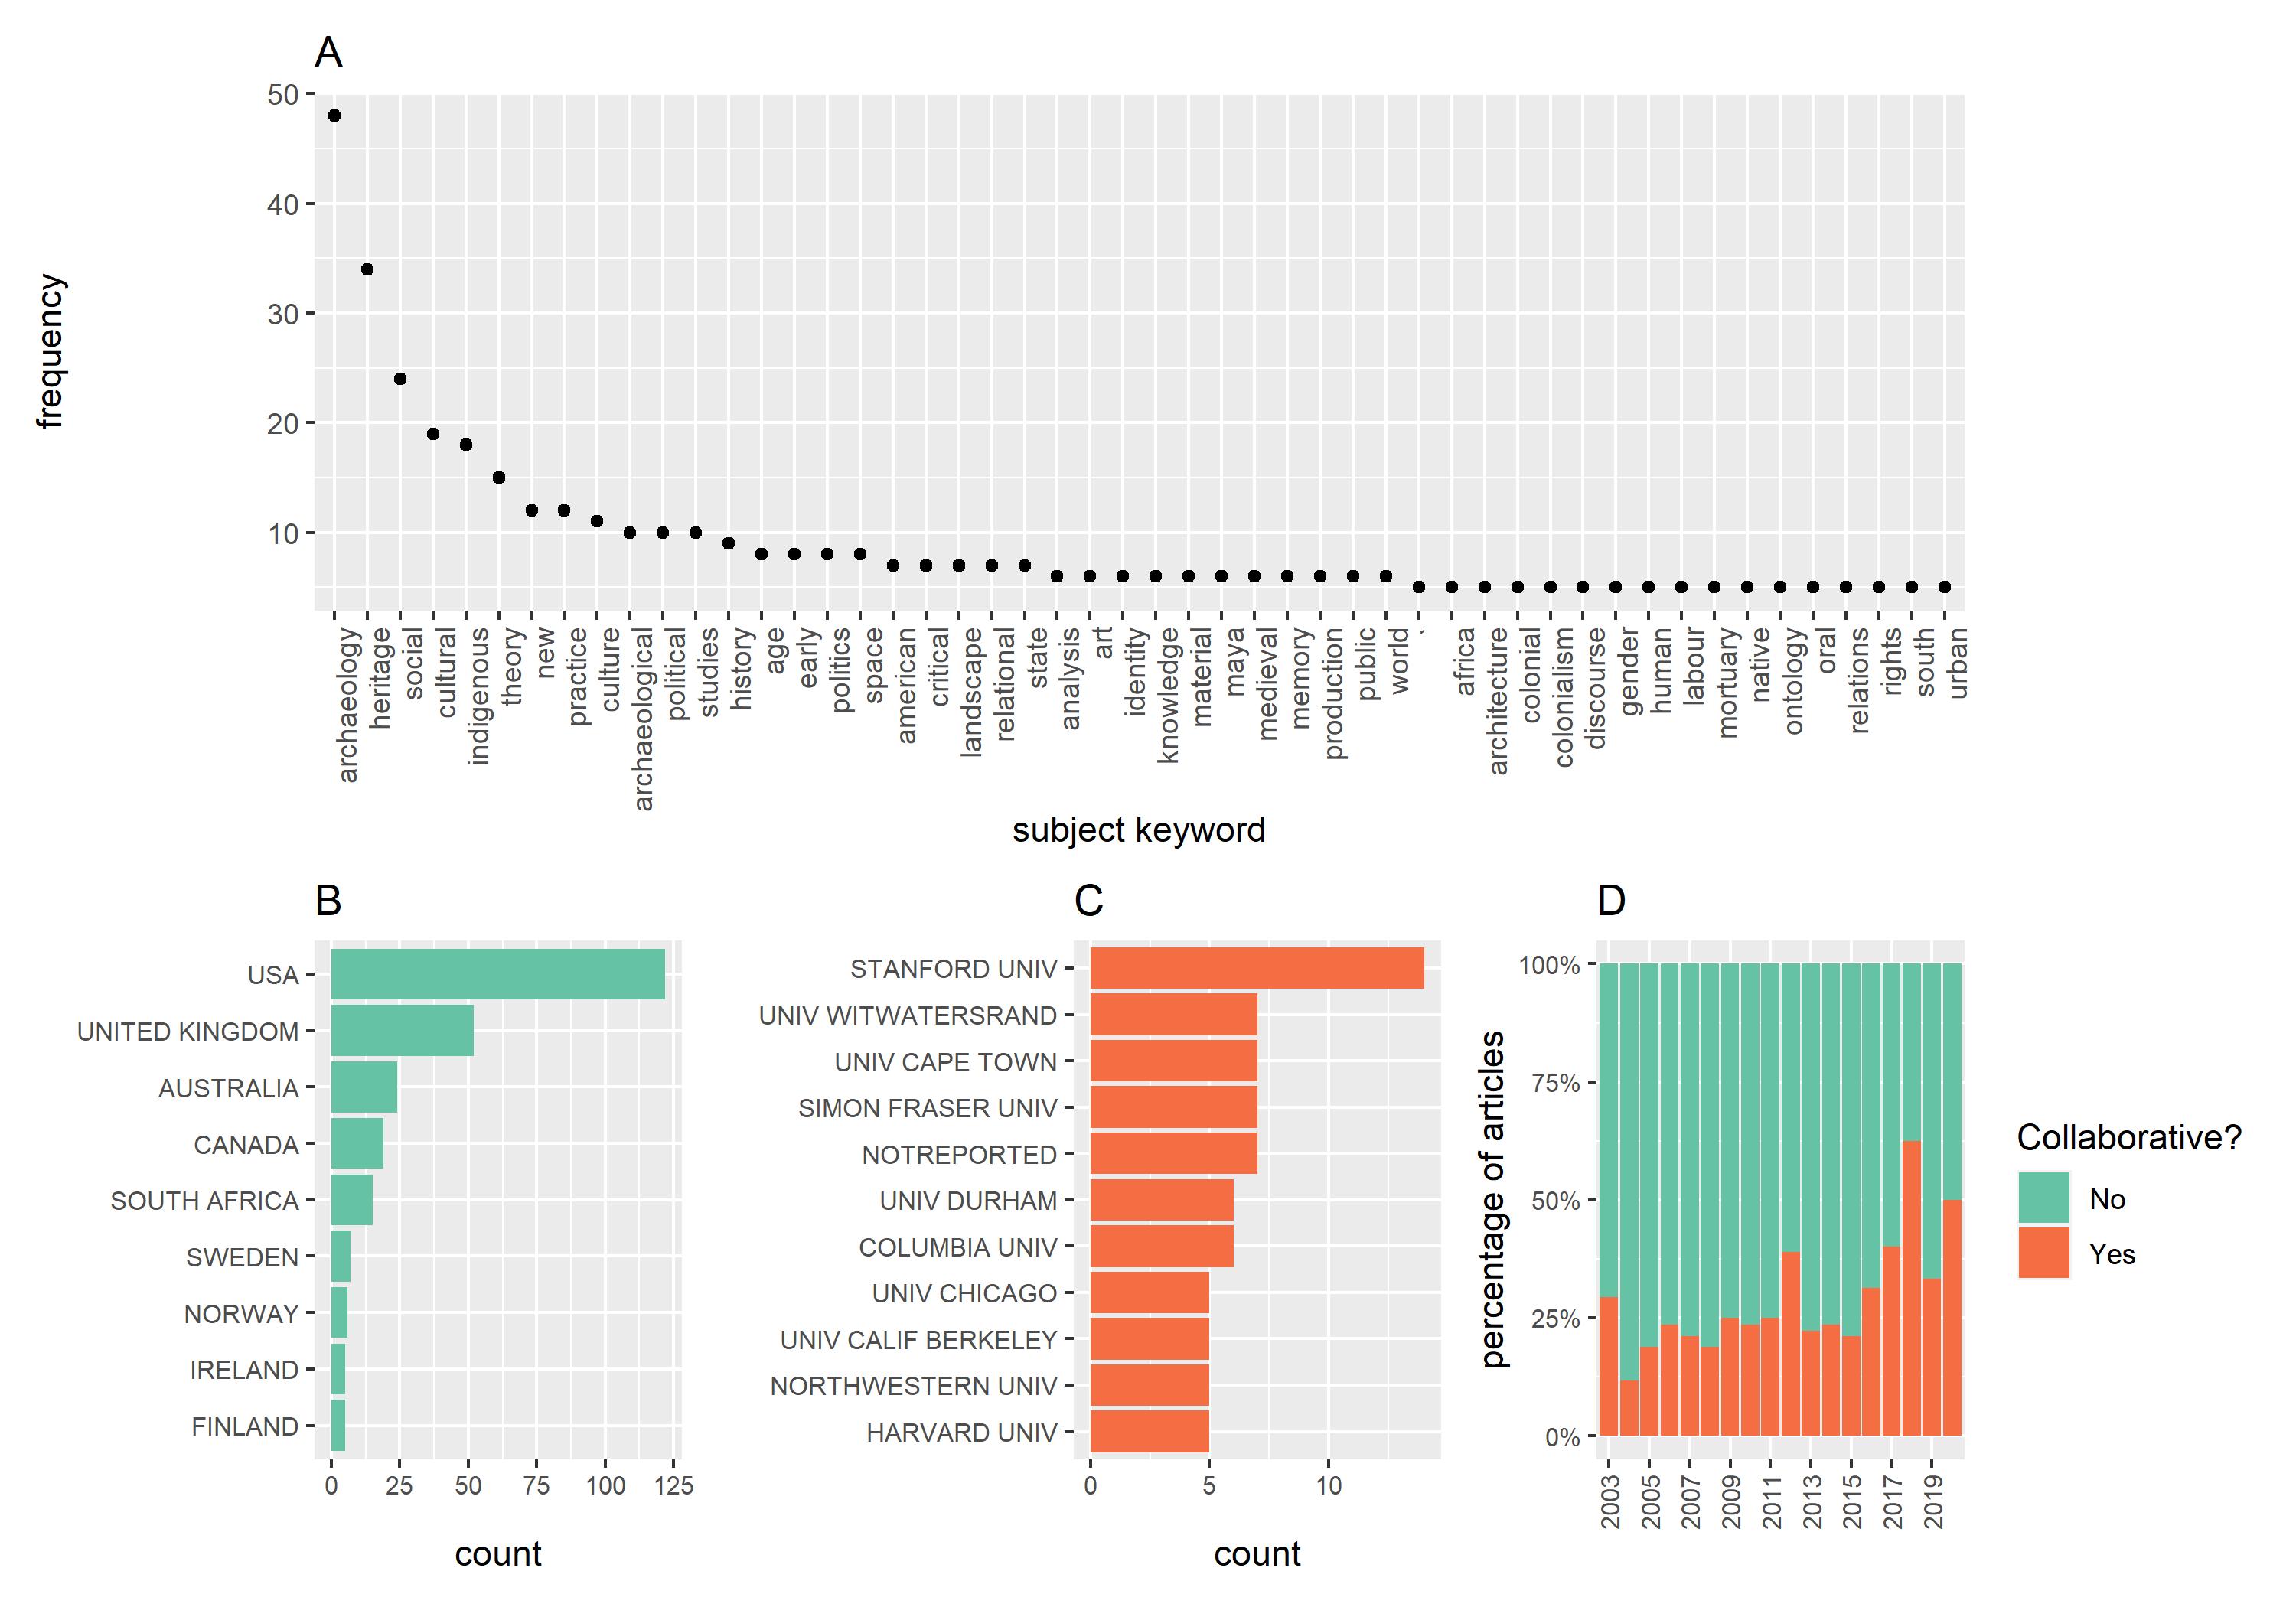 A
50
40
30
20
10
frequency
archaeology
heritage
social
cultural
indigenous
theory
new
practice
culture
archaeological
political
studies
history
age
early
politics
space
american
critical
landscape
relational
state
analysis
art
identity
knowledge
material
maya
medieval
memory
production
public
world
`
africa
architecture
colonial
colonialism
discourse
gender
human
labour
mortuary
native
ontology
oral
relations
rights
south
urban
subject keyword
B
USA
UNITED KINGDOM
AUSTRALIA
CANADA
SOUTH AFRICA
SWEDEN
NORWAY
IRELAND
FINLAND
0 25 50 75 100 125
count
C
STANFORD UNIV
UNIV WITWATERSRAND
UNIV CAPE TOWN
SIMON FRASER UNIV
NOTREPORTED
UNIV DURHAM
COLUMBIA UNIV
UNIV CHICAGO
UNIV CALIF BERKELEY
NORTHWESTERN UNIV
HARVARD UNIV
0 5 10
count
D
100%
75%
50%
25%
0%
percentage of articles
2003
2005
2007
2009
2011
2013
2015
2017
2019
Collaborative?
No
Yes